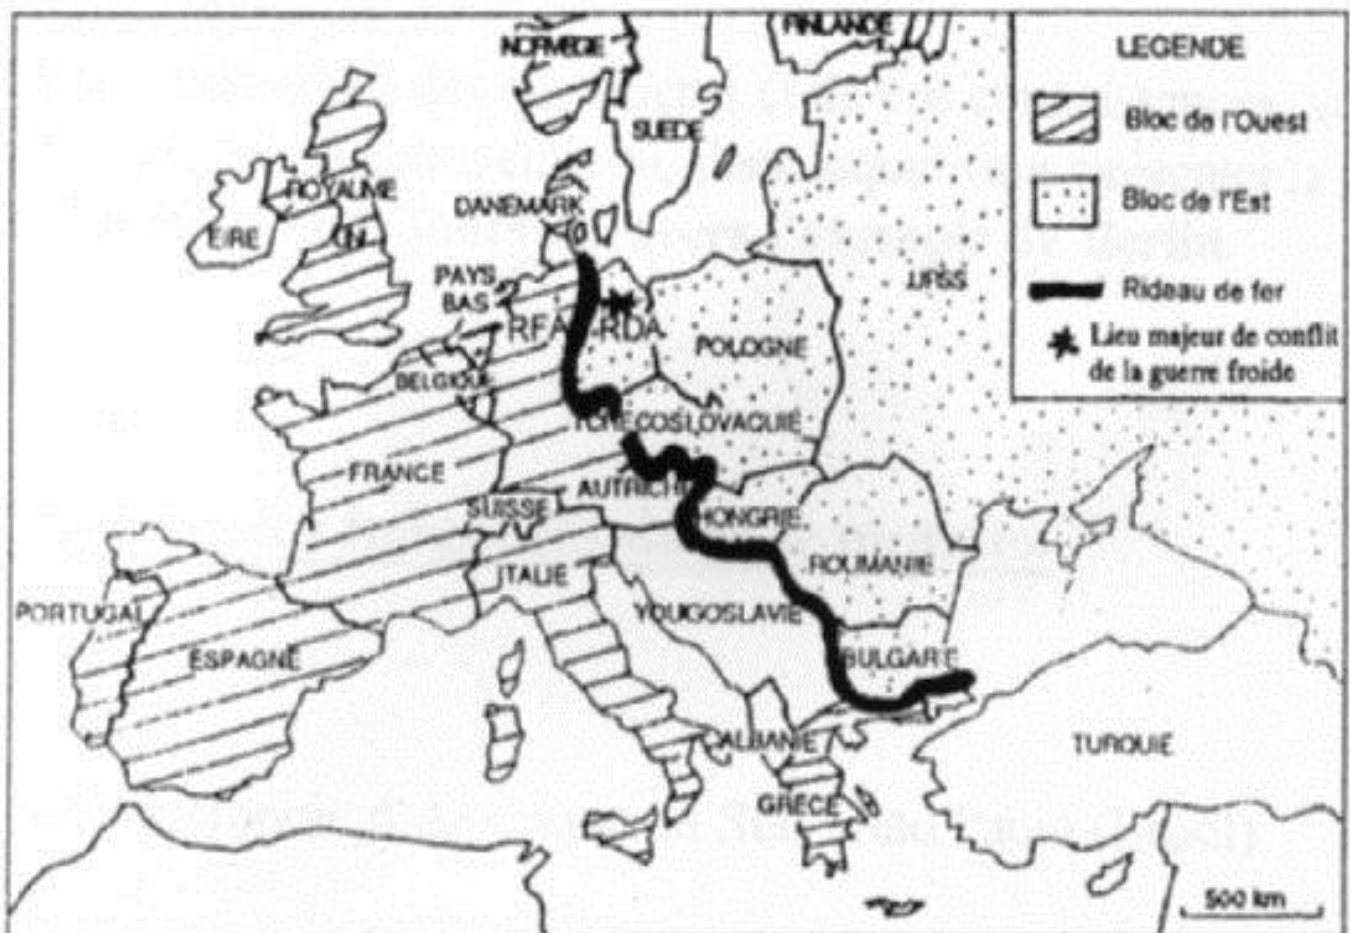 NORVEGIE
FINLANDE
SUEDE
ROYAUME
UNI
EIRE
DANEMARK
PAYS
BAS
RFA
RDA
URSS
POLOGNE
BELGIQUE
TCHECOSLOVAQUIE
FRANCE
AUTRICHE
SUISSE
HONGRIE
ITALIE
ROUMANIE
PORTUGAL
YOUGOSLAVIE
ESPAGNE
BULGARIE
ALBANIE
TURQUIE
GRECE
LEGENDE
Bloc de l'Ouest
Bloc de l'Est
Rideau de fer
Lieu majeur de conflit
de la guerre froide
500 km